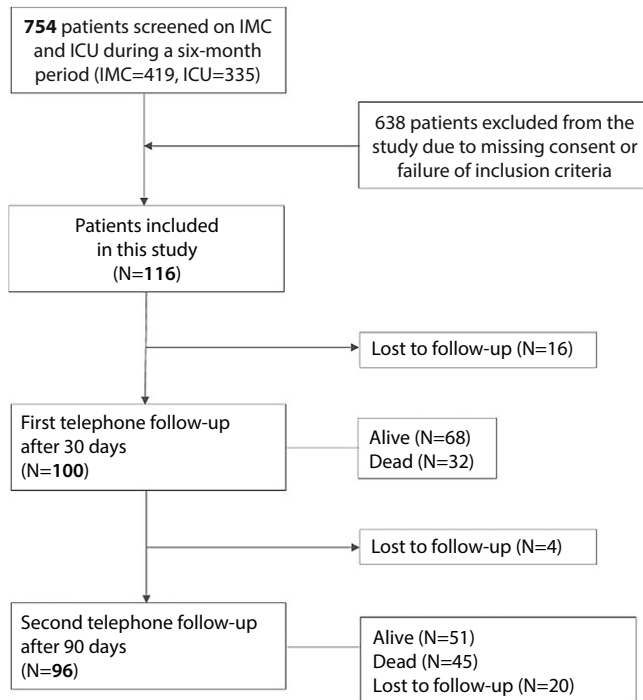 754 patients screened on IMC
and ICU during a six-month
period (IMC=419, ICU=335)
638 patients excluded from the
study due to missing consent or
failure of inclusion criteria
Patients included
in this study
(N=116)
Lost to follow-up (N=16)
First telephone follow-up
after 30 days
(N=100)
Alive (N=68)
Dead (N=32)
Lost to follow-up (N=4)
Second telephone follow-up
after 90 days
(N=96)
Alive (N=51)
Dead (N=45)
Lost to follow-up (N=20)